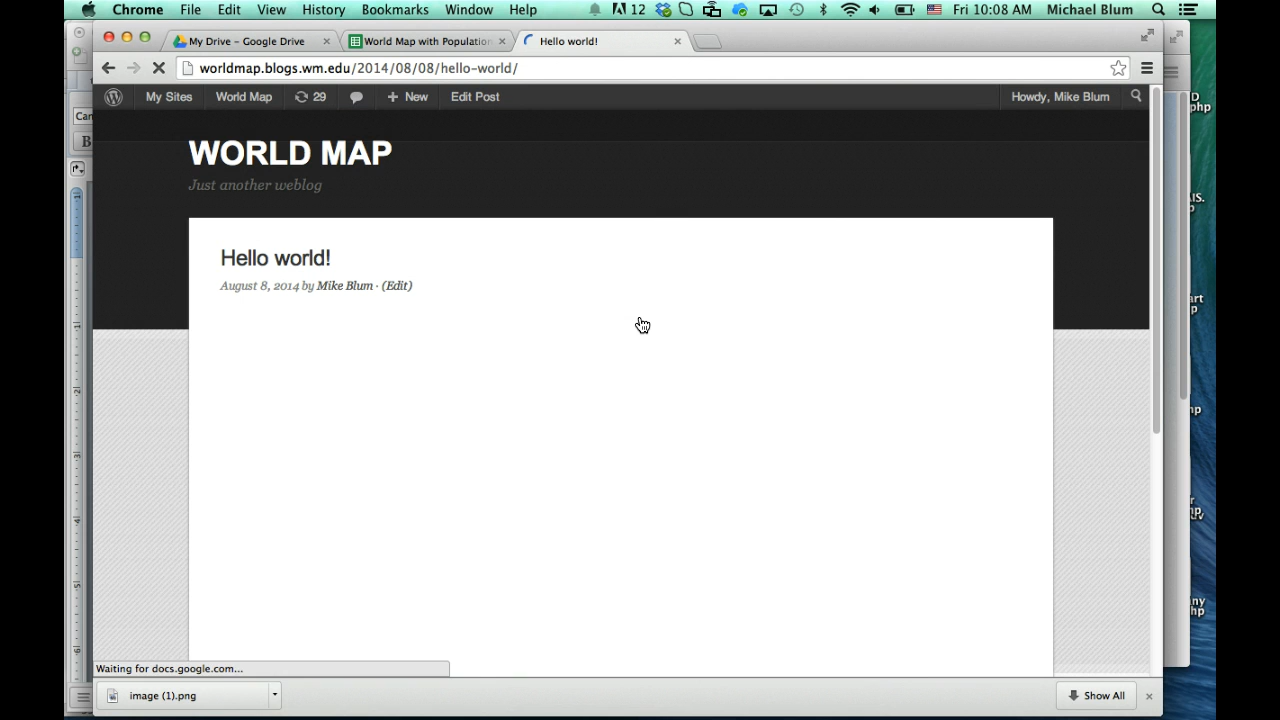 Chrome File Edit View History Bookmarks Window Help 12 Fri 10:08 AM Michael Blum
My Drive - Google Drive × World Map with Population × Hello world! ×
worldmap.blogs.wm.edu/2014/08/08/hello-world/
My Sites World Map 29 + New Edit Post Howdy, Mike Blum
WORLD MAP
Just another weblog
Hello world!
August 8, 2014 by Mike Blum · (Edit)
Waiting for docs.google.com...
image (1).png Show All ×